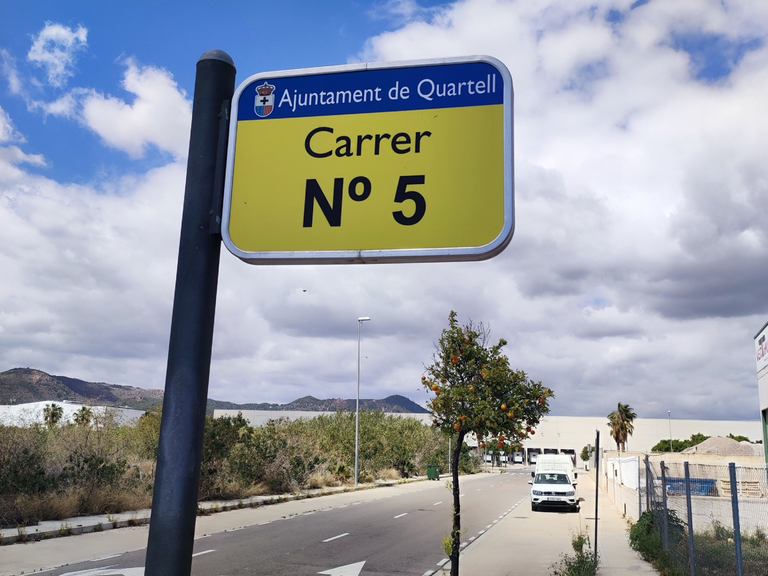 Ajuntament de Quartell
Carrer
Nº 5